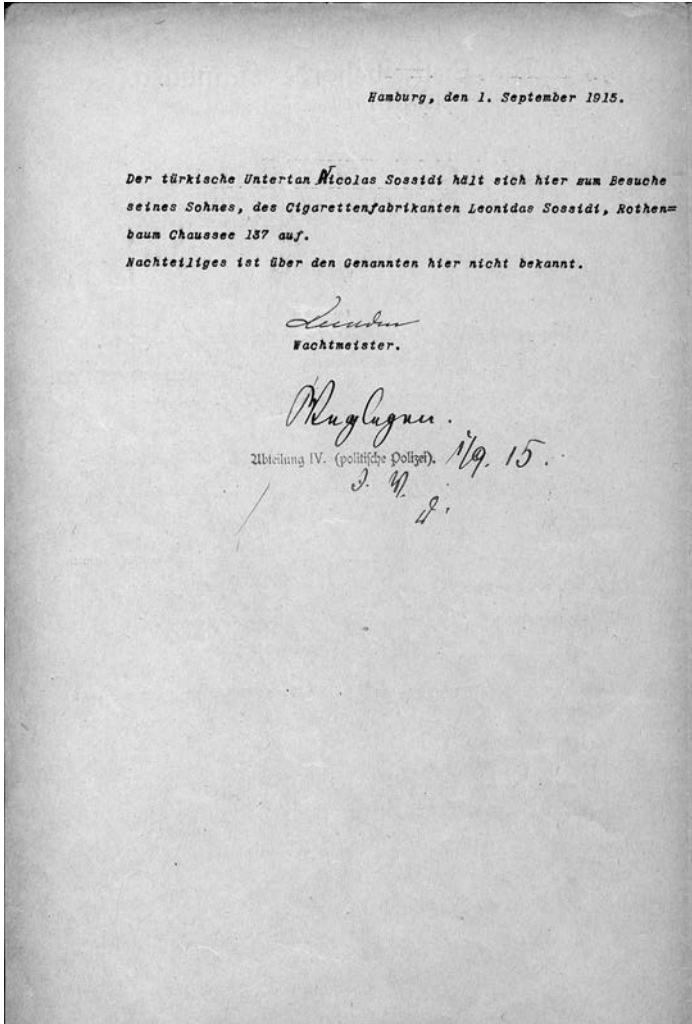 Hamburg, den 1. September 1915.
Der türkische Untertan Nicolas Sossidi hält sich hier zum Besuche
seines Sohnes, des Cigarettenfabrikanten Leonidas Sossidi, Rothen=
baum Chaussee 137 auf.
Nachteiliges ist über den Genannten hier nicht bekannt.
Wachtmeister.
Weglegen.
Abteilung IV. (politische Polizei). 1/9. 15.
J. V.